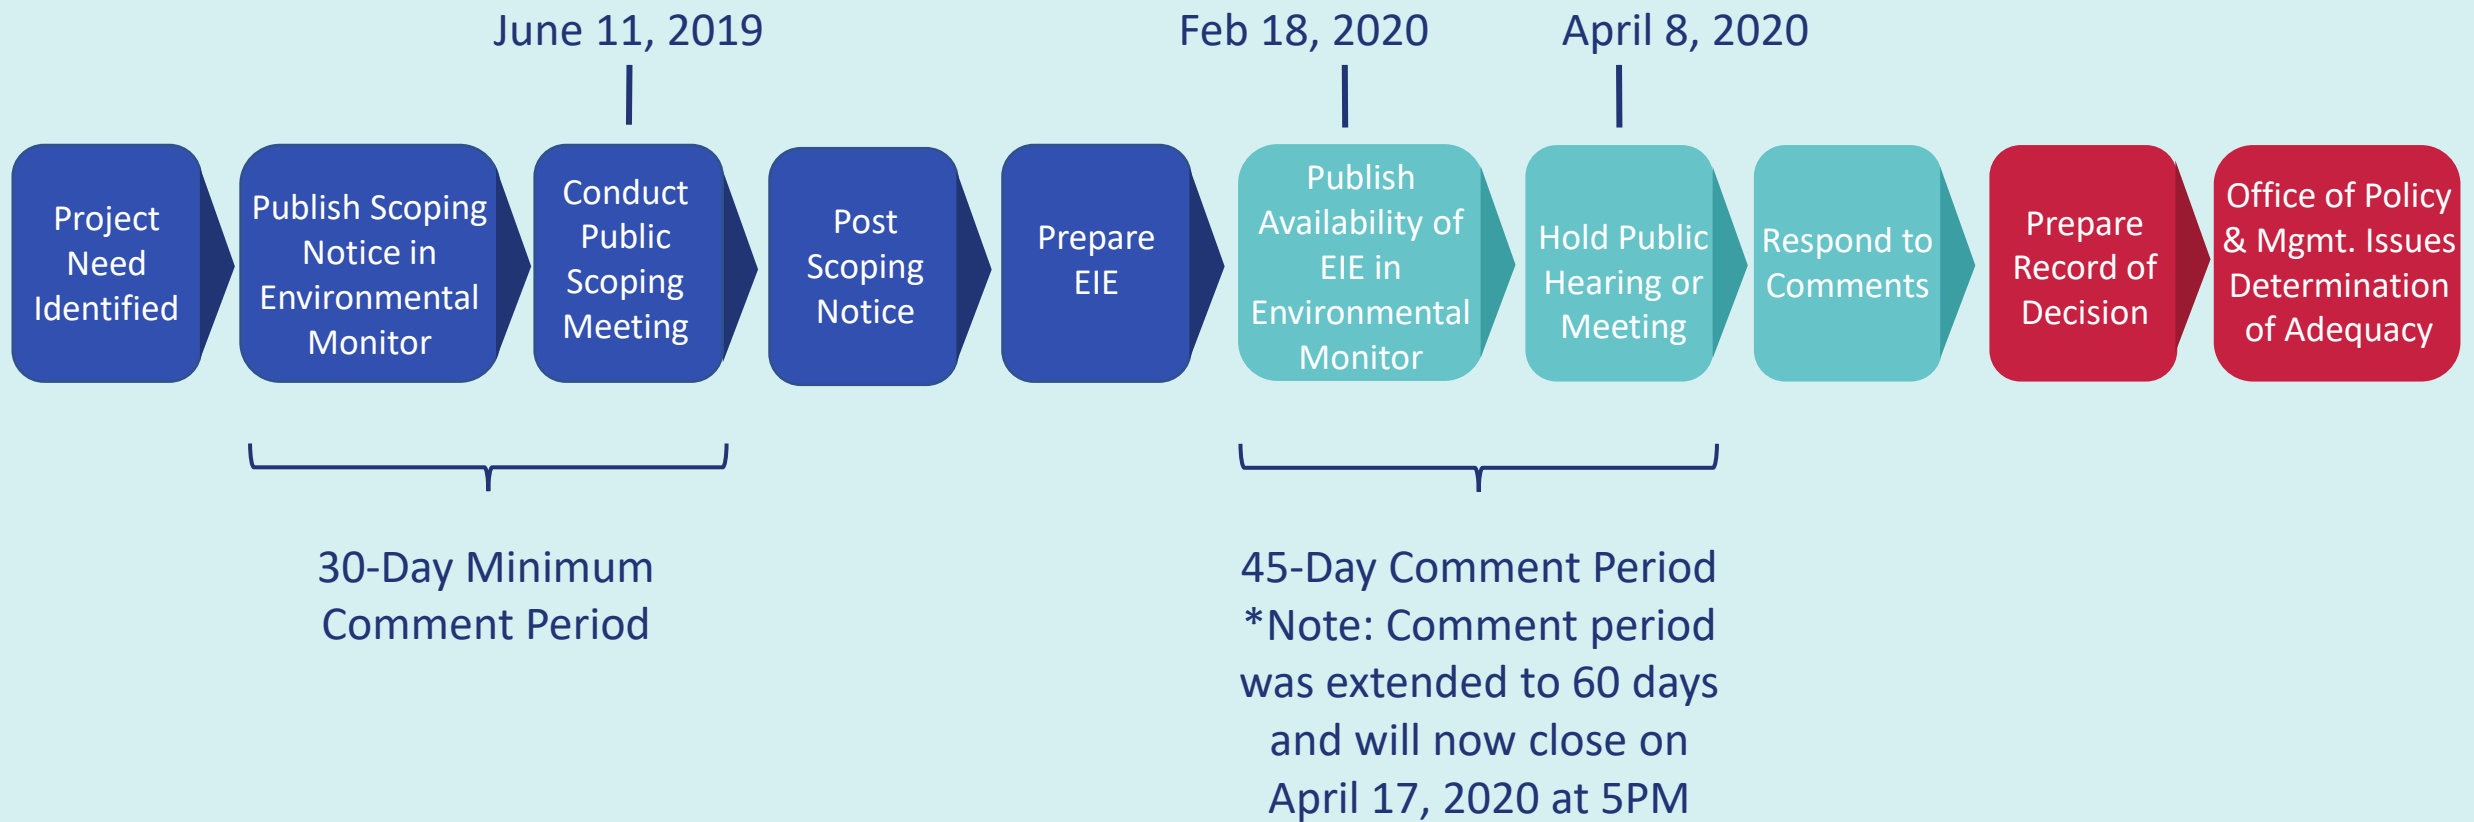 June 11, 2019
Feb 18, 2020
April 8, 2020
Project
Need
Identified
Publish Scoping
Notice in
Environmental
Monitor
Conduct
Public
Scoping
Meeting
Post
Scoping
Notice
Prepare
EIE
Publish
Availability of
EIE in
Environmental
Monitor
Hold Public
Hearing or
Meeting
Respond to
Comments
Prepare
Record of
Decision
Office of Policy
& Mgmt. Issues
Determination
of Adequacy
30-Day Minimum
Comment Period
45-Day Comment Period
*Note: Comment period
was extended to 60 days
and will now close on
April 17, 2020 at 5PM